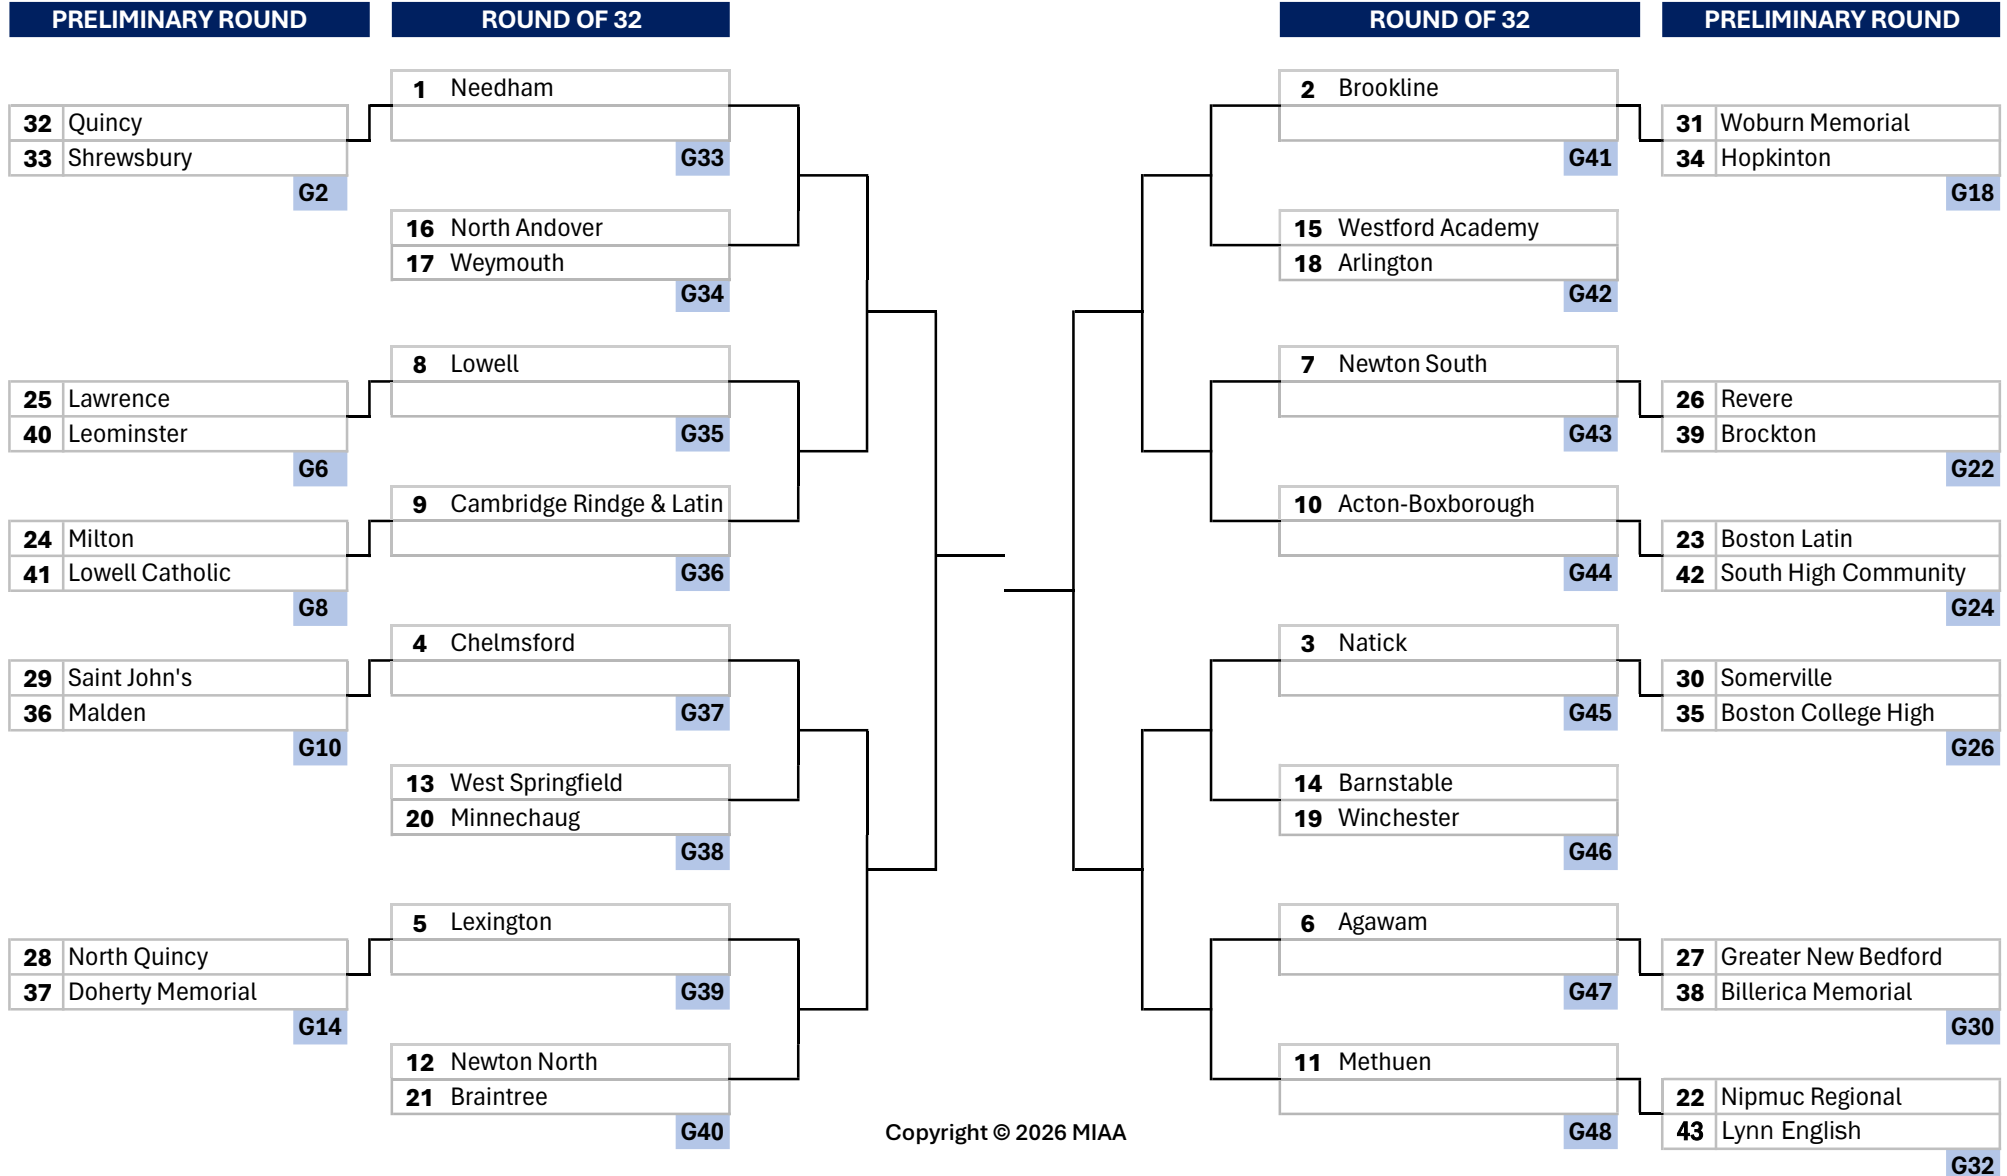 PRELIMINARY ROUND
ROUND OF 32
ROUND OF 32
PRELIMINARY ROUND
32 Quincy
33 Shrewsbury
G2
25 Lawrence
40 Leominster
G6
24 Milton
41 Lowell Catholic
G8
29 Saint John's
36 Malden
G10
28 North Quincy
37 Doherty Memorial
G14
1 Needham
G33
16 North Andover
17 Weymouth
G34
8 Lowell
G35
9 Cambridge Rindge & Latin
G36
4 Chelmsford
G37
13 West Springfield
20 Minnechaug
G38
5 Lexington
G39
12 Newton North
21 Braintree
G40
Copyright © 2026 MIAA
2 Brookline
G41
15 Westford Academy
18 Arlington
G42
7 Newton South
G43
10 Acton-Boxborough
G44
3 Natick
G45
14 Barnstable
19 Winchester
G46
6 Agawam
G47
11 Methuen
G48
31 Woburn Memorial
34 Hopkinton
G18
26 Revere
39 Brockton
G22
23 Boston Latin
42 South High Community
G24
30 Somerville
35 Boston College High
G26
27 Greater New Bedford
38 Billerica Memorial
G30
22 Nipmuc Regional
43 Lynn English
G32